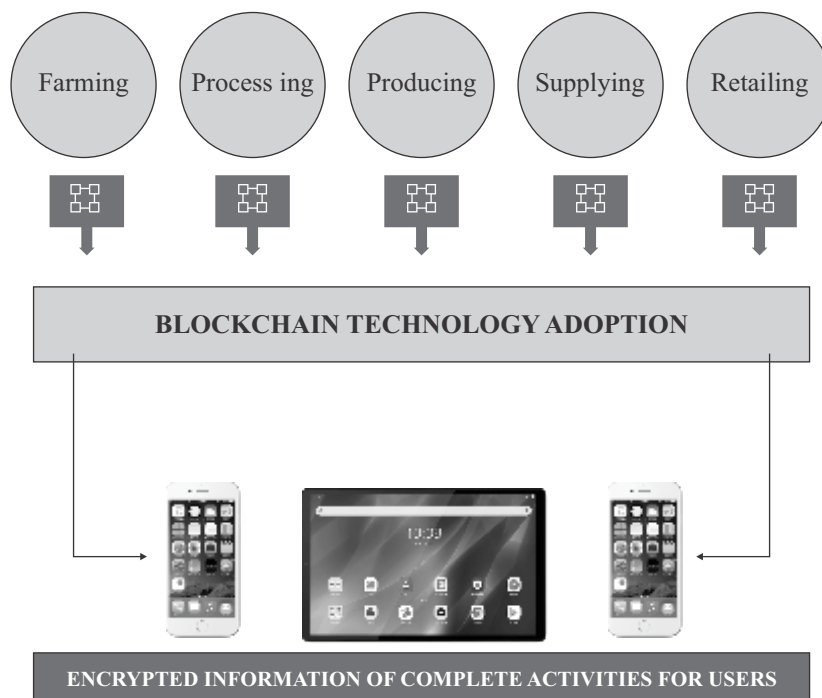 Farming
Process ing
Producing
Supplying
Retailing
BLOCKCHAIN TECHNOLOGY ADOPTION
ENCRYPTED INFORMATION OF COMPLETE ACTIVITIES FOR USERS